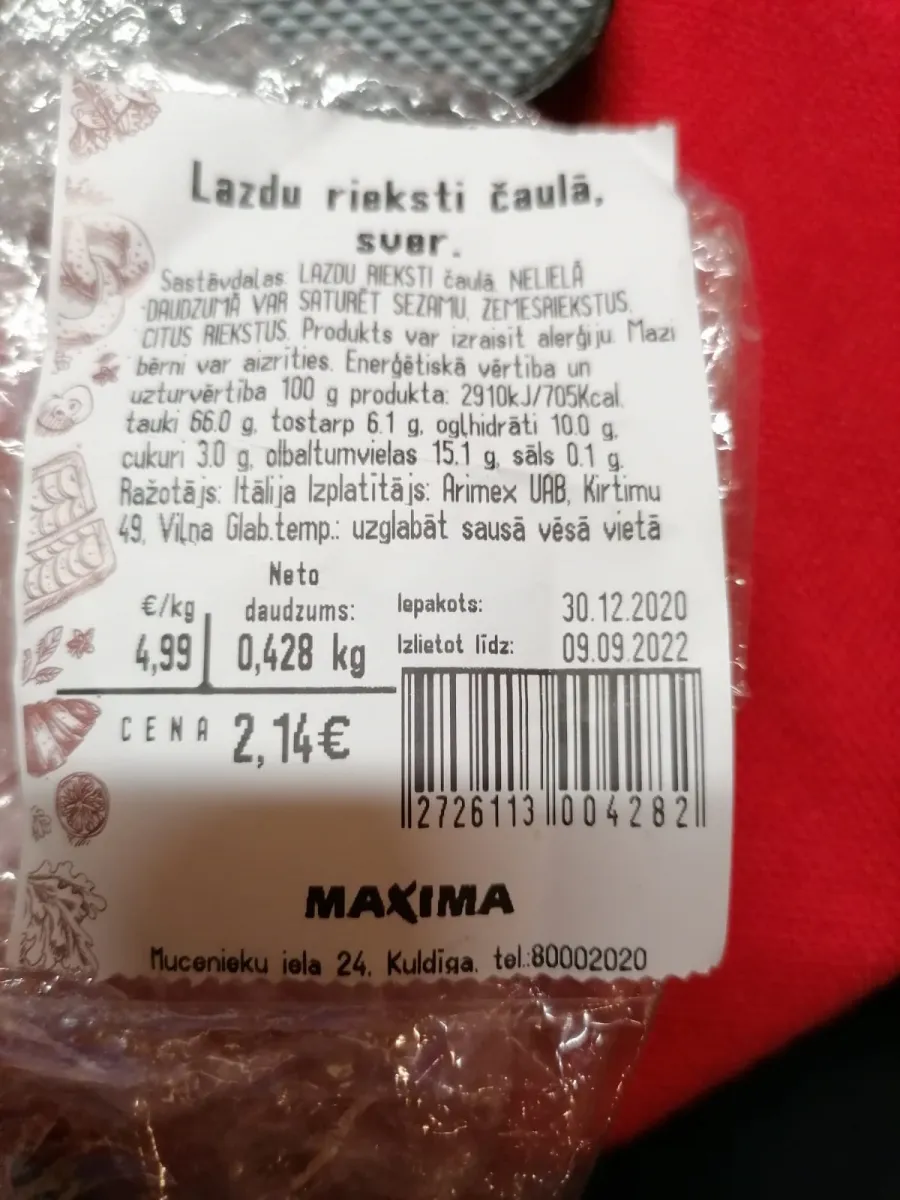 Lazdu rieksti čaulā,
sver.
Sastāvdaļas: LAZDU RIEKSTI čaulā. NELIELĀ
DAUDZUMĀ VAR SATURĒT SEZAMU, ZEMESRIEKSTUS,
CITUS RIEKSTUS. Produkts var izraisīt alerģiju. Mazi
bērni var aizrīties. Enerģētiskā vērtība un
uzturvērtība 100 g produkta: 2910kJ/705Kcal.
tauki 66.0 g, tostarp 6.1 g, ogļhidrāti 10.0 g,
cukuri 3.0 g, olbaltumvielas 15.1 g, sāls 0.1 g.
Ražotājs: Itālija Izplatītājs: Arimex UAB, Kirtimu
49, Viļņa Glab.temp.: uzglabāt sausā vēsā vietā
€/kg
4,99
Neto
daudzums:
0,428 kg
Iepakots: 30.12.2020
Izlietot līdz: 09.09.2022
CENA 2,14€
2726113 004282
MAXIMA
Mucenieku iela 24, Kuldīga, tel.:80002020